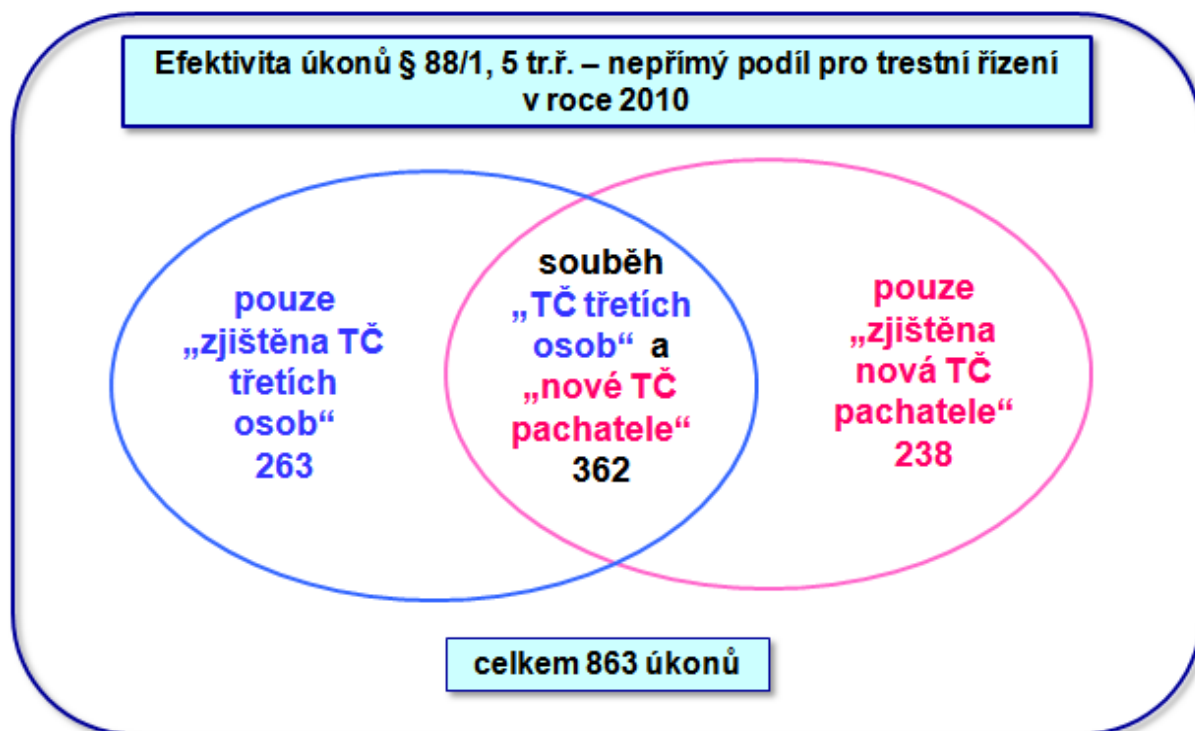 Efektivita úkonů § 88/1, 5 tr.ř. – nepřímý podíl pro trestní řízení
v roce 2010
pouze
„zjištěna TČ
třetích
osob“
263
souběh
„TČ třetích
osob“ a
„nové TČ
pachatele“
362
pouze
„zjištěna
nová TČ
pachatele“
238
celkem 863 úkonů